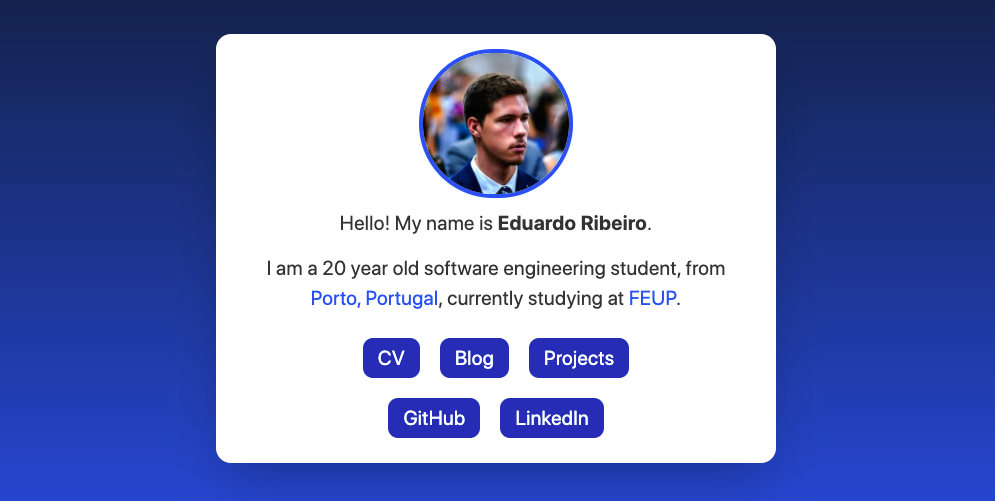 Hello! My name is Eduardo Ribeiro.
I am a 20 year old software engineering student, from
Porto, Portugal, currently studying at FEUP.
CV Blog Projects
GitHub LinkedIn